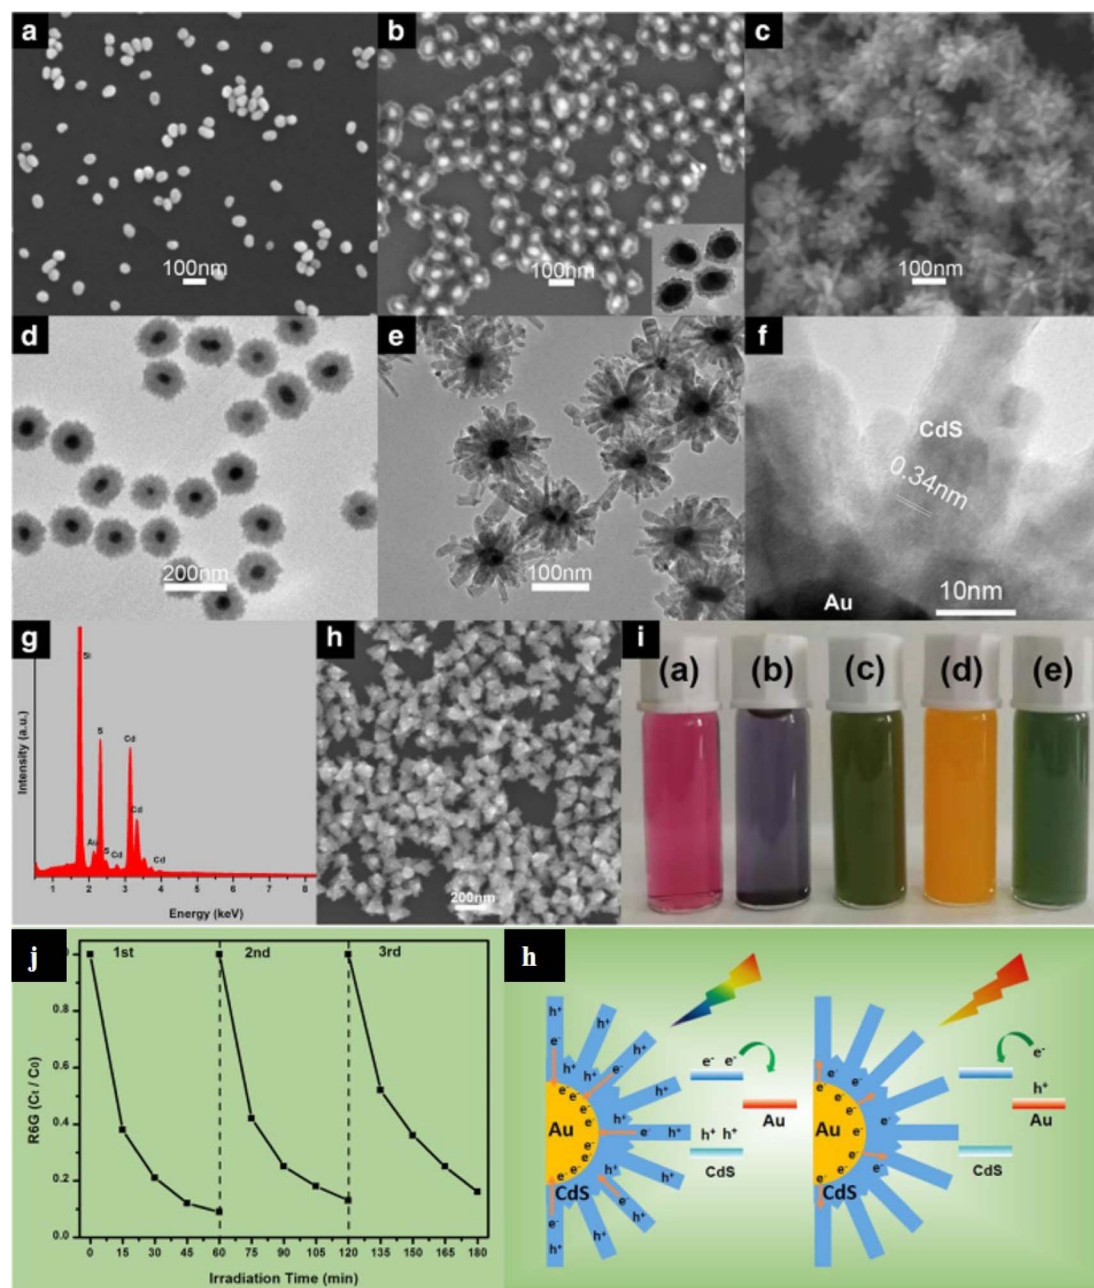 a
100nm
b
100nm
c
100nm
d
200nm
e
100nm
f
CdS
0.34nm
Au
10nm
g
Si
S
Cd
Cd
Au
S
Cd
Cd
Intensity (a.u.)
1 2 3 4 5 6 7 8
Energy (keV)
h
200nm
i
(a) (b) (c) (d) (e)
j
1st 2nd 3rd
0.8
0.6
0.4
0.2
0.0
R6G (Ct / C0)
0 15 30 45 60 75 90 105 120 135 150 165 180
Irradiation Time (min)
h
h+ h+ h+ h+ h+ h+ h+ h+ h+ h+ h+ h+
e- e- e- e- e-
e- e- e- e- e- e- e- e-
Au
CdS
e- e-
Au
h+ h+
CdS
e- e- e- e- e- e- e- e-
Au
CdS
e-
h+
Au
CdS